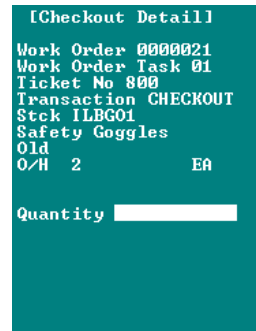 [Checkout Detail]
Work Order 0000021
Work Order Task 01
Ticket No 800
Transaction CHECKOUT
Stck ILBGO1
Safety Goggles
Old
O/H 2 EA
Quantity